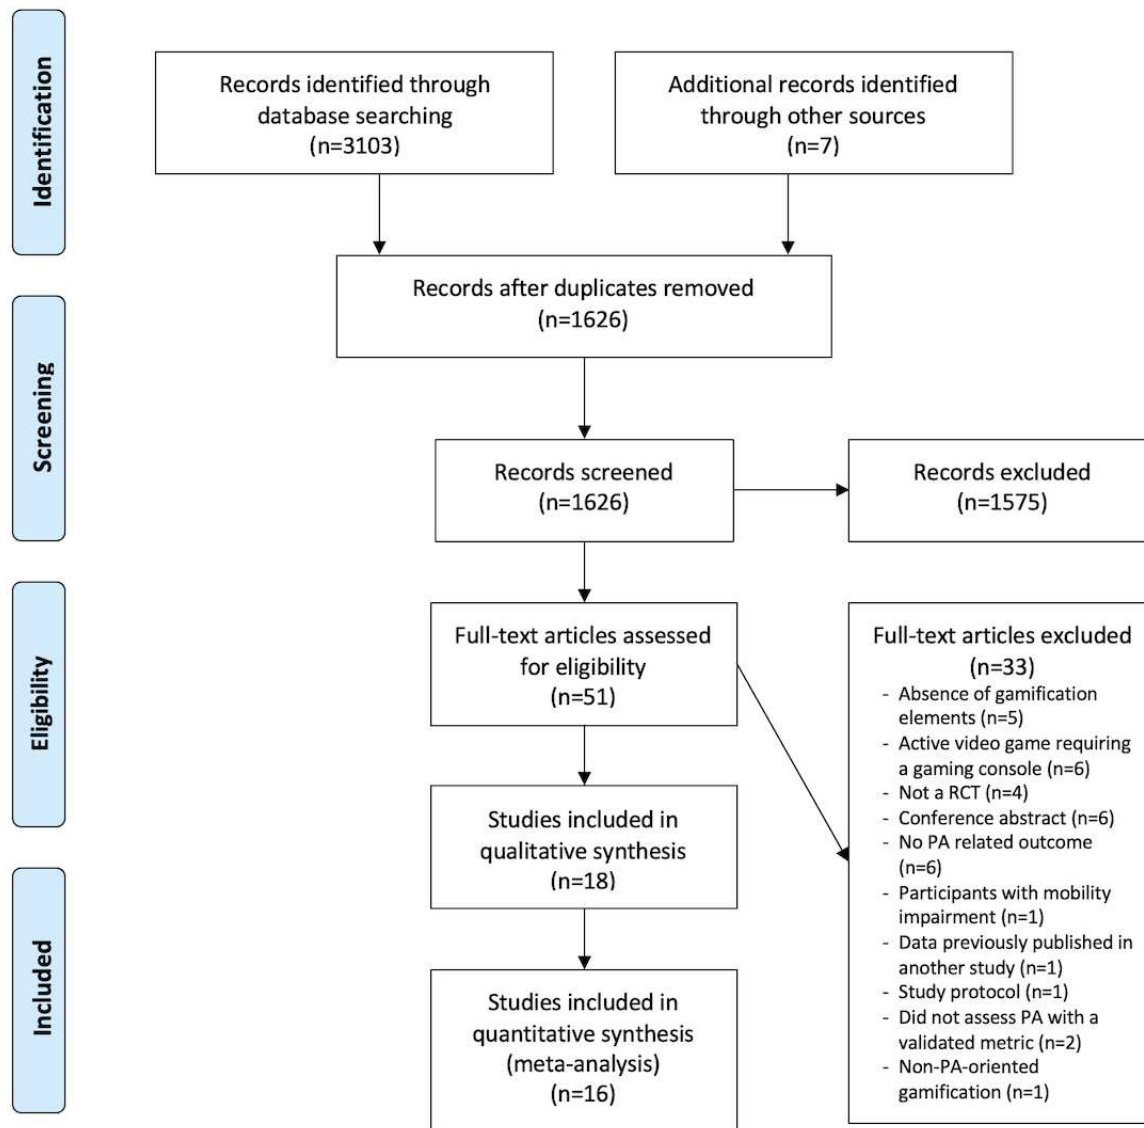 Identification
Records identified through
database searching
(n=3103)
Additional records identified
through other sources
(n=7)
Records after duplicates removed
(n=1626)
Screening
Records screened
(n=1626)
Records excluded
(n=1575)
Eligibility
Full-text articles assessed
for eligibility
(n=51)
Full-text articles excluded
(n=33)
- Absence of gamification
elements (n=5)
- Active video game requiring
a gaming console (n=6)
- Not a RCT (n=4)
- Conference abstract (n=6)
- No PA related outcome
(n=6)
- Participants with mobility
impairment (n=1)
- Data previously published in
another study (n=1)
- Study protocol (n=1)
- Did not assess PA with a
validated metric (n=2)
- Non-PA-oriented
gamification (n=1)
Studies included in
qualitative synthesis
(n=18)
Included
Studies included in
quantitative synthesis
(meta-analysis)
(n=16)